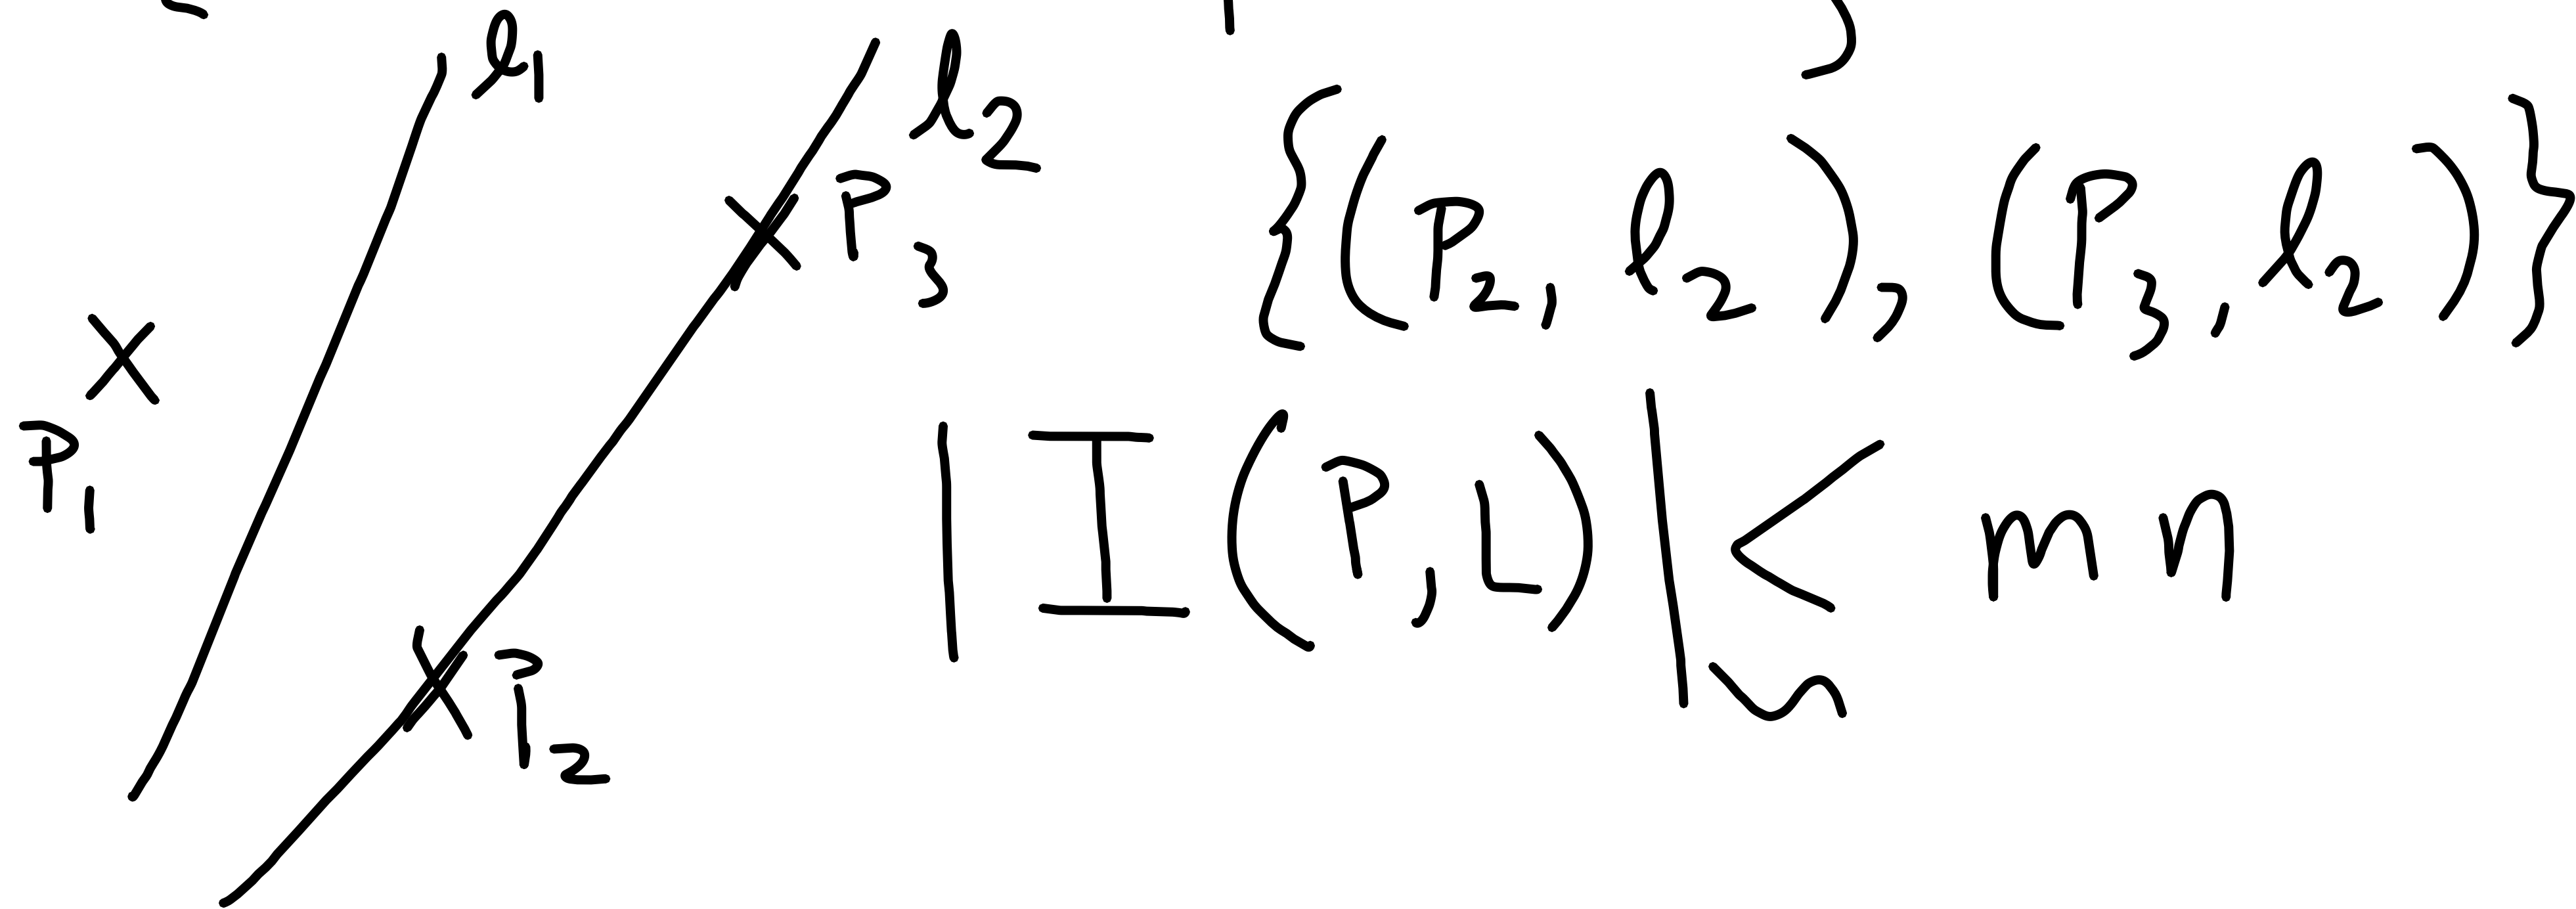 l₁
l₂
P₃
{(P₂, l₂), (P₃, l₂)}
P₁
|I(P, L)| ≲ mn
P₂